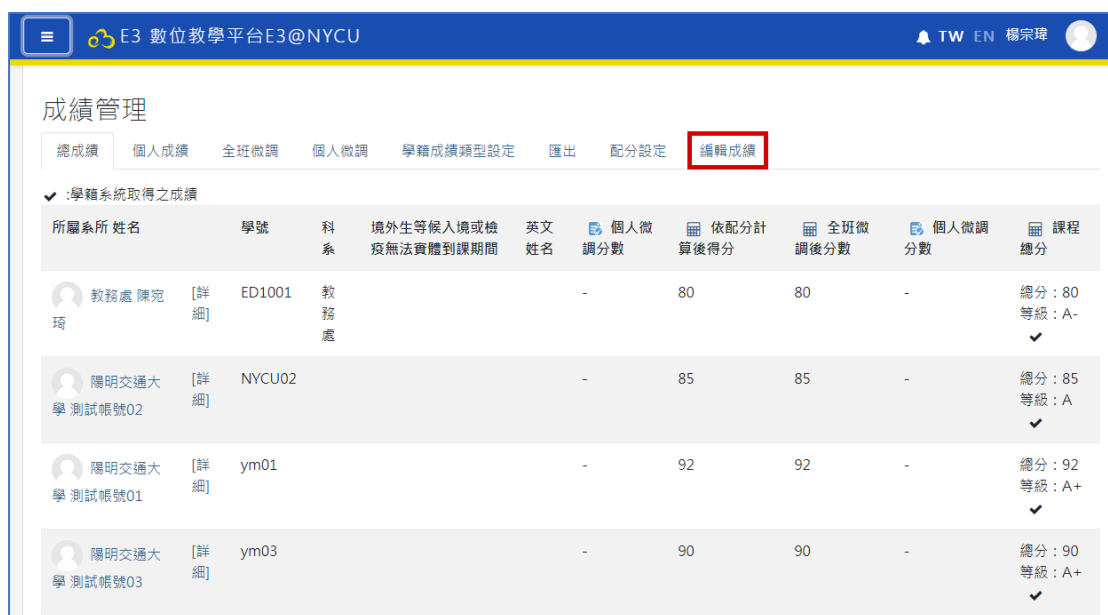 E3 數位教學平台E3@NYCU TW EN 楊宗瑋
成績管理
總成績 個人成績 全班微調 個人微調 學籍成績類型設定 匯出 配分設定 編輯成績
:學籍系統取得之成績
所屬系所 姓名 學號 科 境外生等候入境或檢 英文 個人微 依配分計 全班微 個人微調 課程
系 疫無法實體到課期間 姓名 調分數 算後得分 調後分數 分數 總分
教務處 陳宛 [詳 ED1001 教 - 80 80 - 總分:80
琦 細] 務 等級:A-
處
陽明交通大 [詳 NYCU02 - 85 85 - 總分:85
學 測試帳號02 細] 等級:A
陽明交通大 [詳 ym01 - 92 92 - 總分:92
學 測試帳號01 細] 等級:A+
陽明交通大 [詳 ym03 - 90 90 - 總分:90
學 測試帳號03 細] 等級:A+